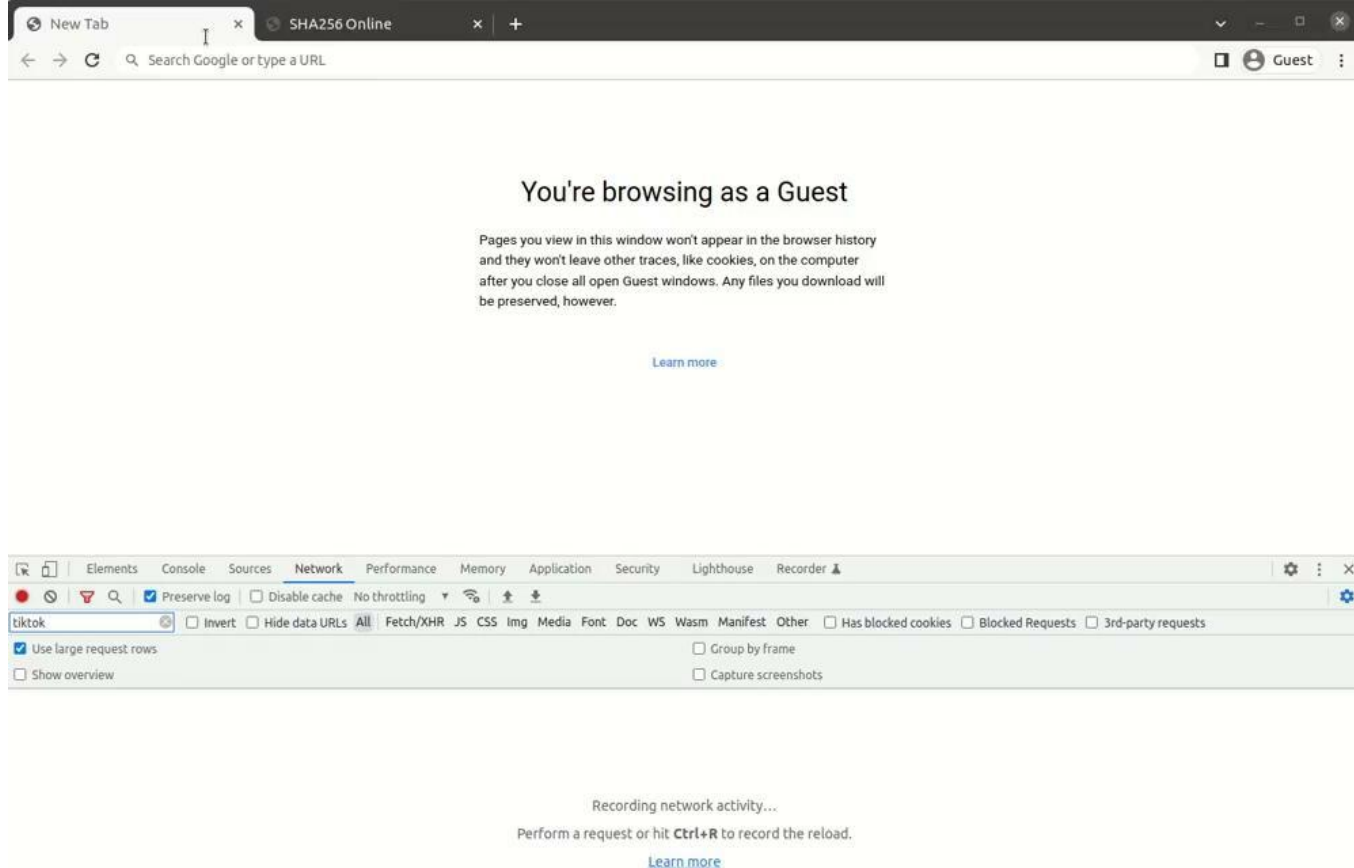 New Tab
SHA256 Online
Search Google or type a URL
Guest
You're browsing as a Guest
Pages you view in this window won't appear in the browser history
and they won't leave other traces, like cookies, on the computer
after you close all open Guest windows. Any files you download will
be preserved, however.
Learn more
Elements Console Sources Network Performance Memory Application Security Lighthouse Recorder
Preserve log Disable cache No throttling
tiktok Invert Hide data URLs All Fetch/XHR JS CSS Img Media Font Doc WS Wasm Manifest Other Has blocked cookies Blocked Requests 3rd-party requests
Use large request rows Group by frame
Show overview Capture screenshots
Recording network activity...
Perform a request or hit Ctrl+R to record the reload.
Learn more